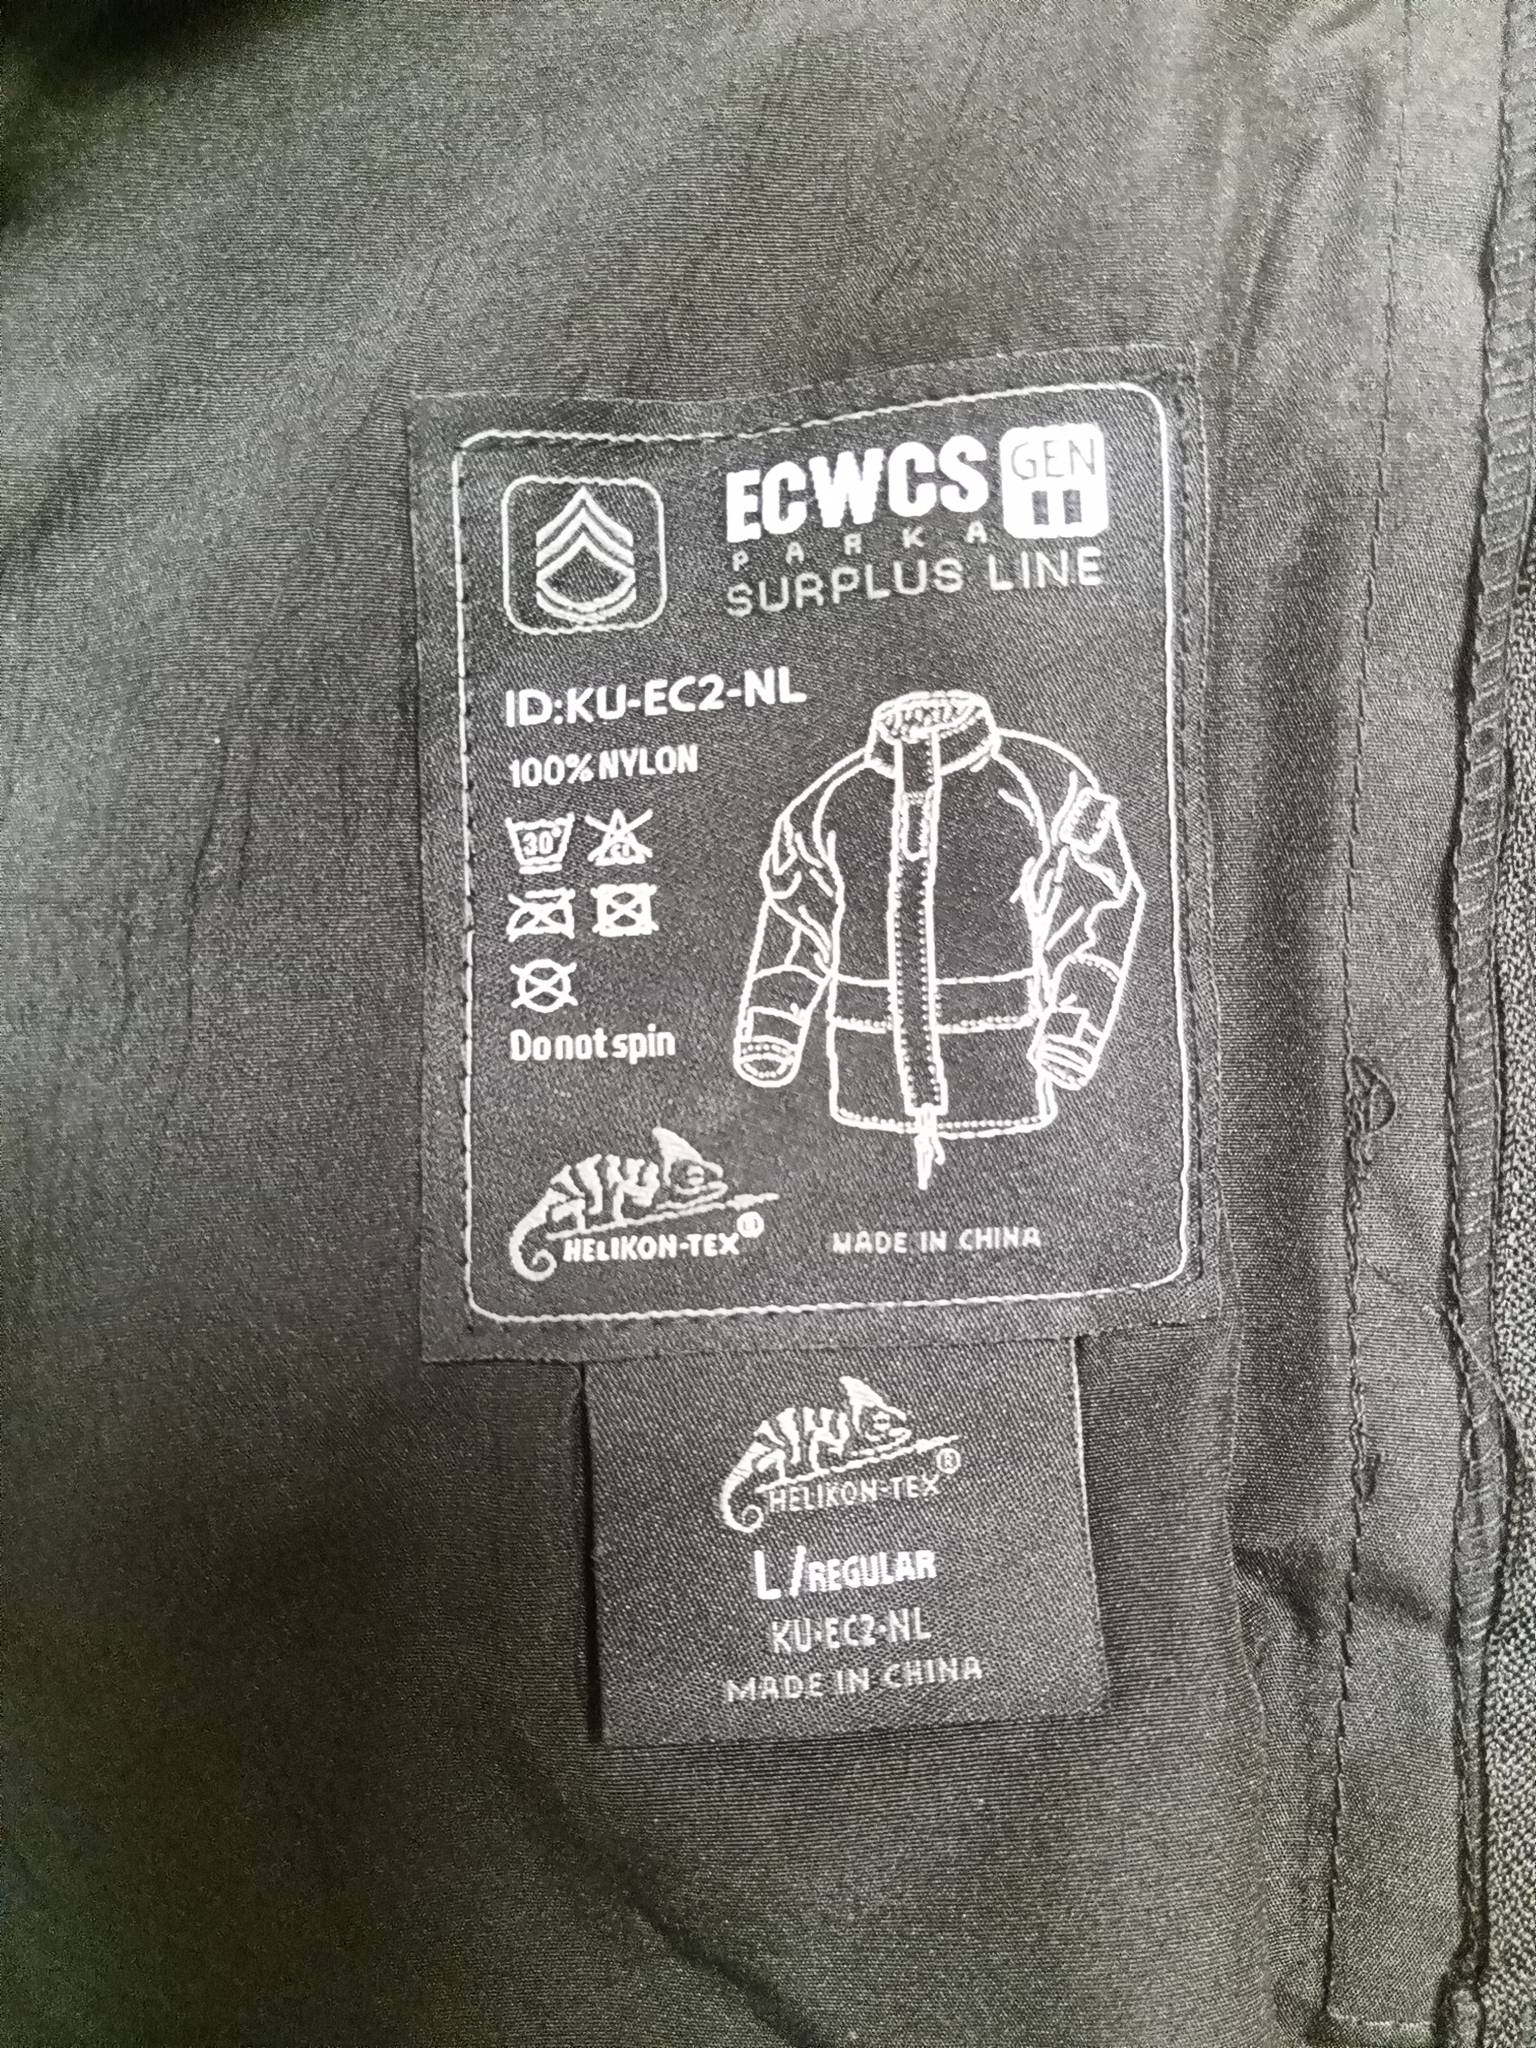 ECWCS GEN II
PARKA
SURPLUS LINE
ID:KU-EC2-NL
100% NYLON
30°
CL
Do not spin
HELIKON-TEX®
MADE IN CHINA
HELIKON-TEX®
L/REGULAR
KU-EC2-NL
MADE IN CHINA